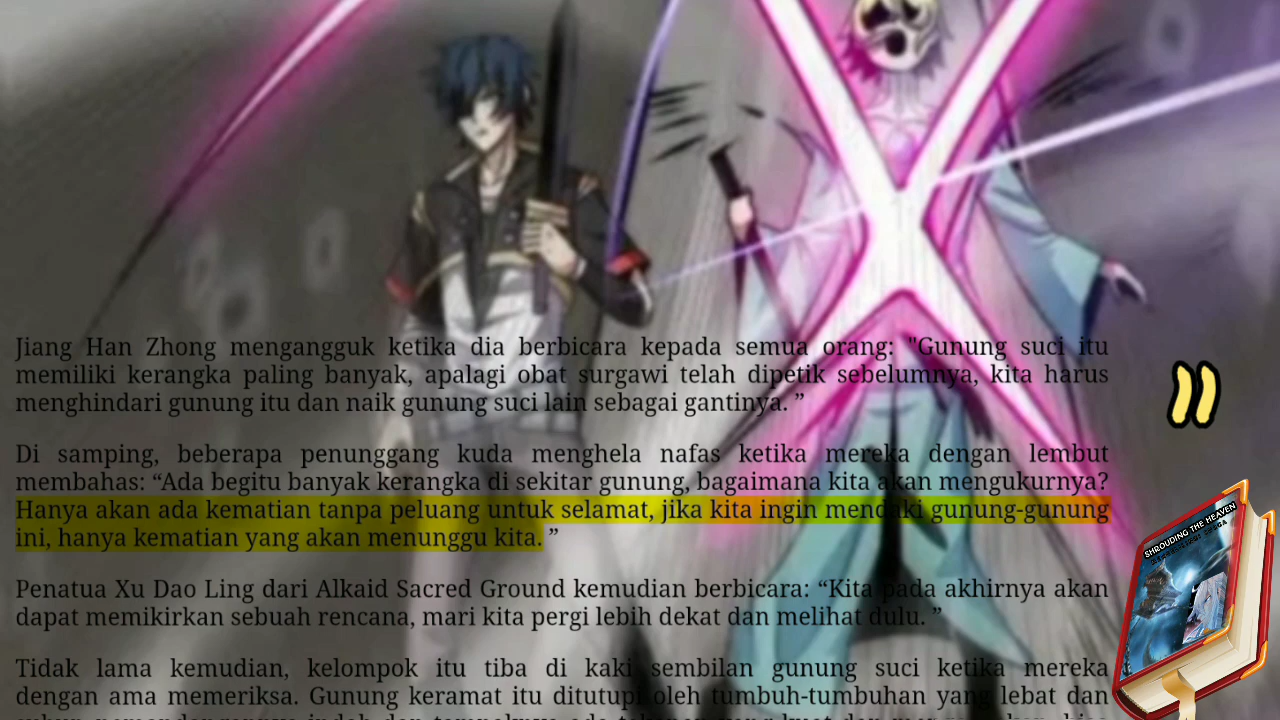 Jiang Han Zhong mengangguk ketika dia berbicara kepada semua orang: "Gunung suci itu
memiliki kerangka paling banyak, apalagi obat surgawi telah dipetik sebelumnya, kita harus
menghindari gunung itu dan naik gunung suci lain sebagai gantinya. ”
Di samping, beberapa penunggang kuda menghela nafas ketika mereka dengan lembut
membahas: “Ada begitu banyak kerangka di sekitar gunung, bagaimana kita akan mengukurnya?
Hanya akan ada kematian tanpa peluang untuk selamat, jika kita ingin mendaki gunung-gunung
ini, hanya kematian yang akan menunggu kita. ”
Penatua Xu Dao Ling dari Alkaid Sacred Ground kemudian berbicara: “Kita pada akhirnya akan
dapat memikirkan sebuah rencana, mari kita pergi lebih dekat dan melihat dulu. ”
Tidak lama kemudian, kelompok itu tiba di kaki sembilan gunung suci ketika mereka
dengan ama memeriksa. Gunung keramat itu ditutupi oleh tumbuh-tumbuhan yang lebat dan
SHROUDING THE HEAVEN